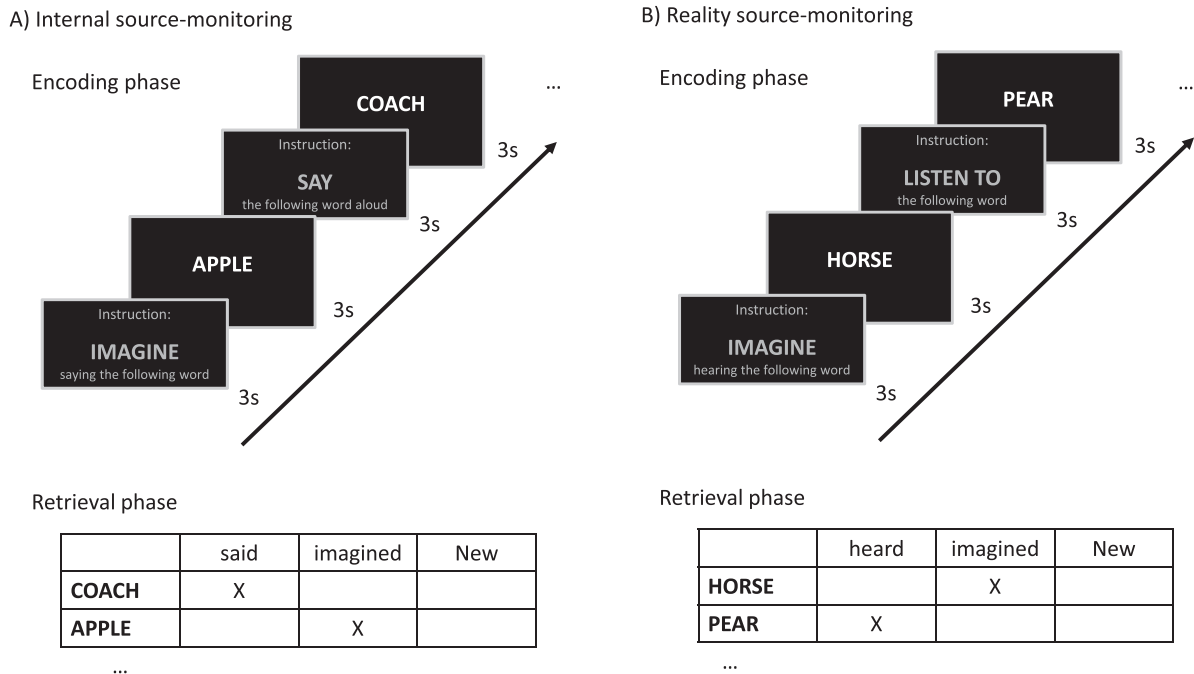 A) Internal source-monitoring
Encoding phase
...
COACH
3s
Instruction:
SAY
the following word aloud
3s
APPLE
3s
Instruction:
IMAGINE
saying the following word
3s
Retrieval phase
said imagined New
COACH X
APPLE X
...
B) Reality source-monitoring
Encoding phase
...
PEAR
3s
Instruction:
LISTEN TO
the following word
3s
HORSE
3s
Instruction:
IMAGINE
hearing the following word
3s
Retrieval phase
heard imagined New
HORSE X
PEAR X
...